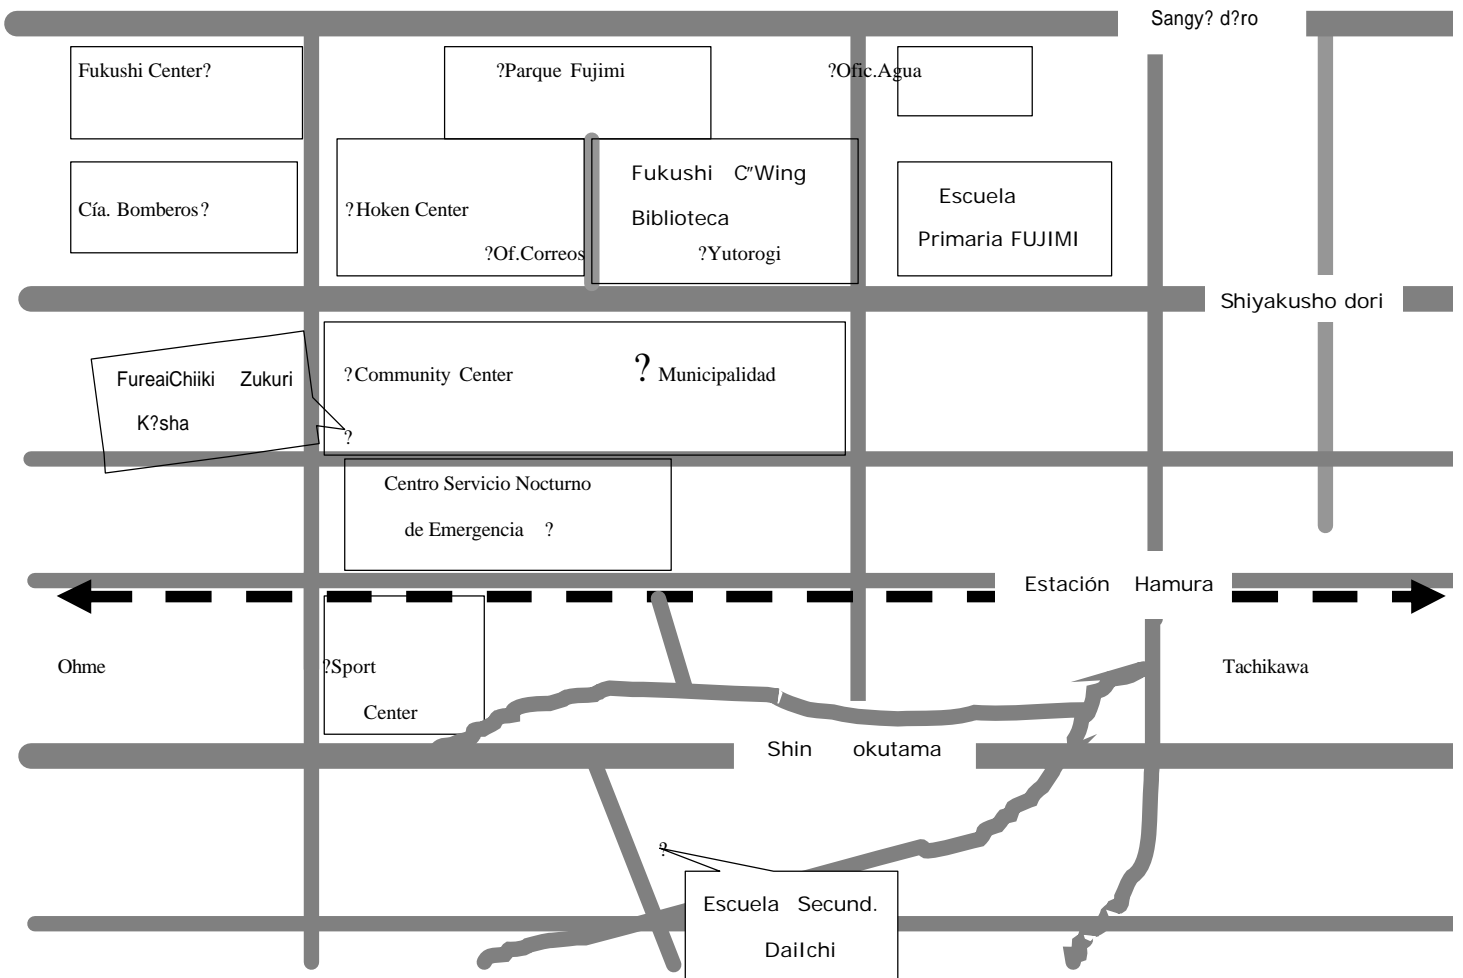 Sangy? d?ro
Fukushi Center?
?Parque Fujimi
?Ofic.Agua
Fukushi C"Wing
Biblioteca
?Yutorogi
Escuela
Primaria FUJIMI
Cía. Bomberos?
?Hoken Center
?Of.Correos
Shiyakusho dori
FureaiChiiki Zukuri
K?sha
?
?Community Center
? Municipalidad
Centro Servicio Nocturno
de Emergencia ?
Estación Hamura
Ohme
?Sport
Center
Tachikawa
Shin okutama
?
Escuela Secund.
DaiIchi